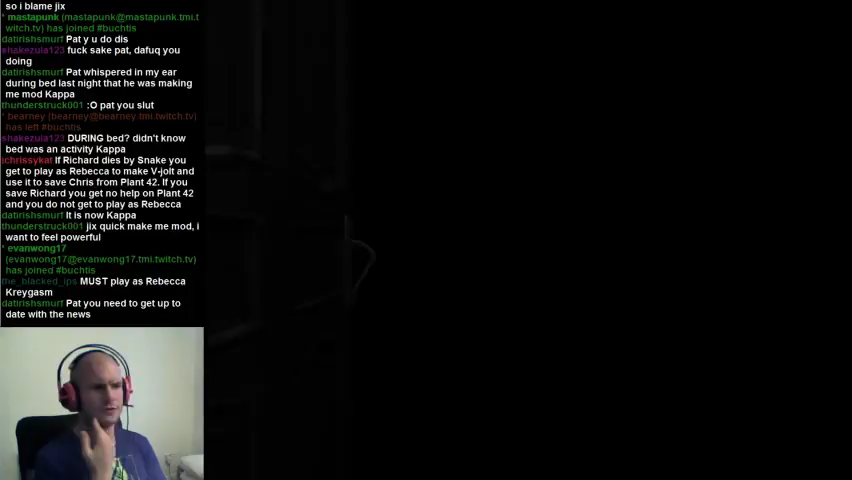 so i blame jix
* mastapunk (mastapunk@mastapunk.tmi.t
witch.tv) has joined #buchtis
datirishsmurf Pat y u do dis
shakezula123 fuck sake pat, dafuq you
doing
datirishsmurf Pat whispered in my ear
during bed last night that he was making
me mod Kappa
thunderstruck001 :O pat you slut
* bearney (bearney@bearney.tmi.twitch.tv)
has left #buchtis
shakezula123 DURING bed? didn't know
bed was an activity Kappa
ichrissykat If Richard dies by Snake you
get to play as Rebecca to make V-jolt and
use it to save Chris from Plant 42. If you
save Richard you get no help on Plant 42
and you do not get to play as Rebecca
datirishsmurf It is now Kappa
thunderstruck001 jix quick make me mod, i
want to feel powerful
* evanwong17
(evanwong17@evanwong17.tmi.twitch.tv)
has joined #buchtis
me_blacked_ips MUST play as Rebecca
Kreygasm
datirishsmurf Pat you need to get up to
date with the news